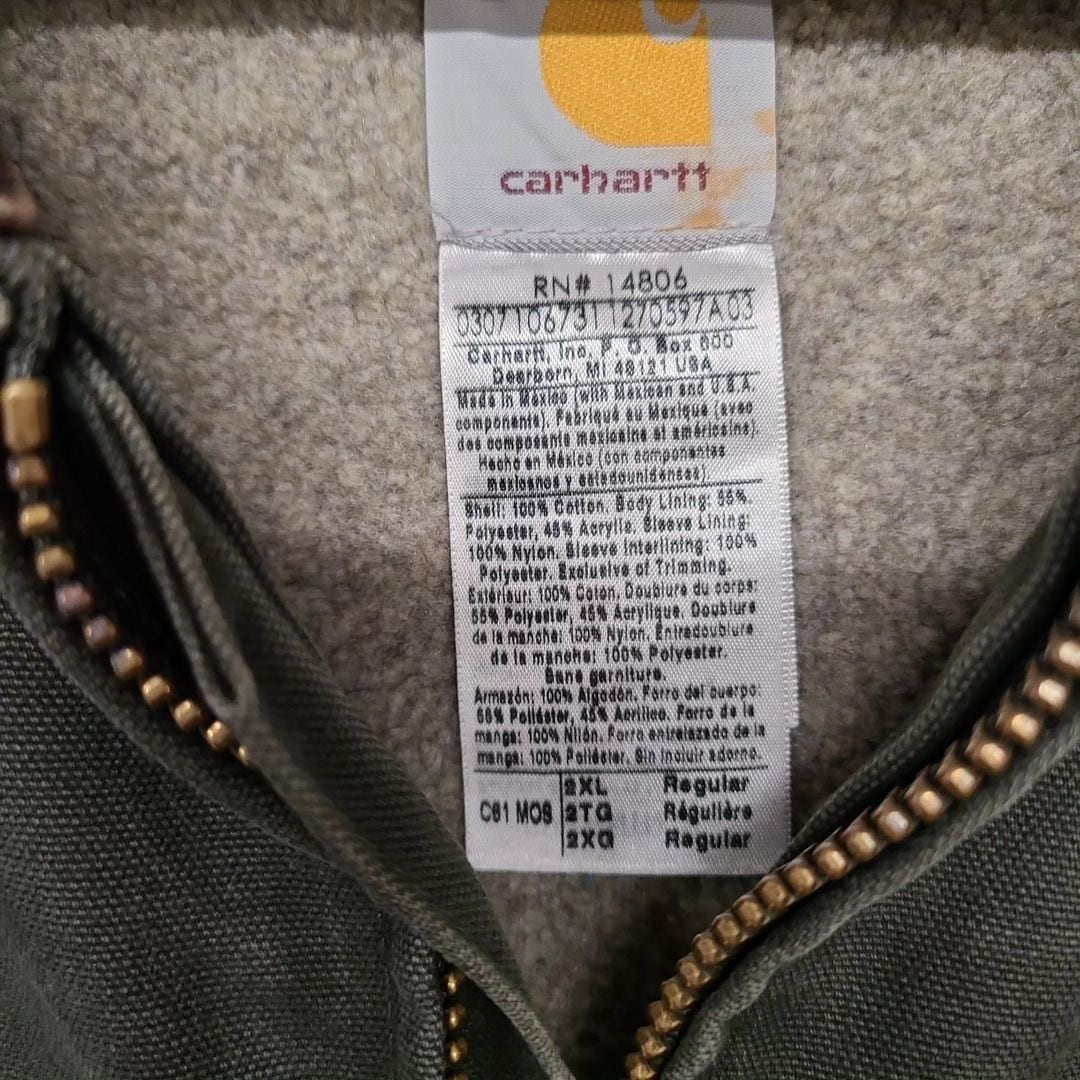 carhartt
RN# 14806
03071067311270597A 03
Carhartt, Inc. P. O. Box 600
Dearborn, MI 48121 USA
Made in Mexico (with Mexican and U.S.A.
components). Fabriqué au Mexique (avec
des composants mexicains et américains).
Hecho en México (con componentes
mexicanos y estadounidenses)
Shell: 100% Cotton. Body Lining: 55%
Polyester, 45% Acrylic. Sleeve Lining:
100% Nylon. Sleeve Interlining: 100%
Polyester. Exclusive of Trimming.
Extérieur: 100% Coton. Doublure du corps:
55% Polyester, 45% Acrylique. Doublure
de la manche: 100% Nylon. Entredoublure
de la manche: 100% Polyester.
Sans garniture.
Armazón: 100% Algodón. Forro del cuerpo:
55% Poliéster, 45% Acrílico. Forro de la
manga: 100% Nilón. Forro entrelazado de la
manga: 100% Poliéster. Sin incluir adorno.
2XL Regular
C61 MOS 2TG Régulière
2XG Regular